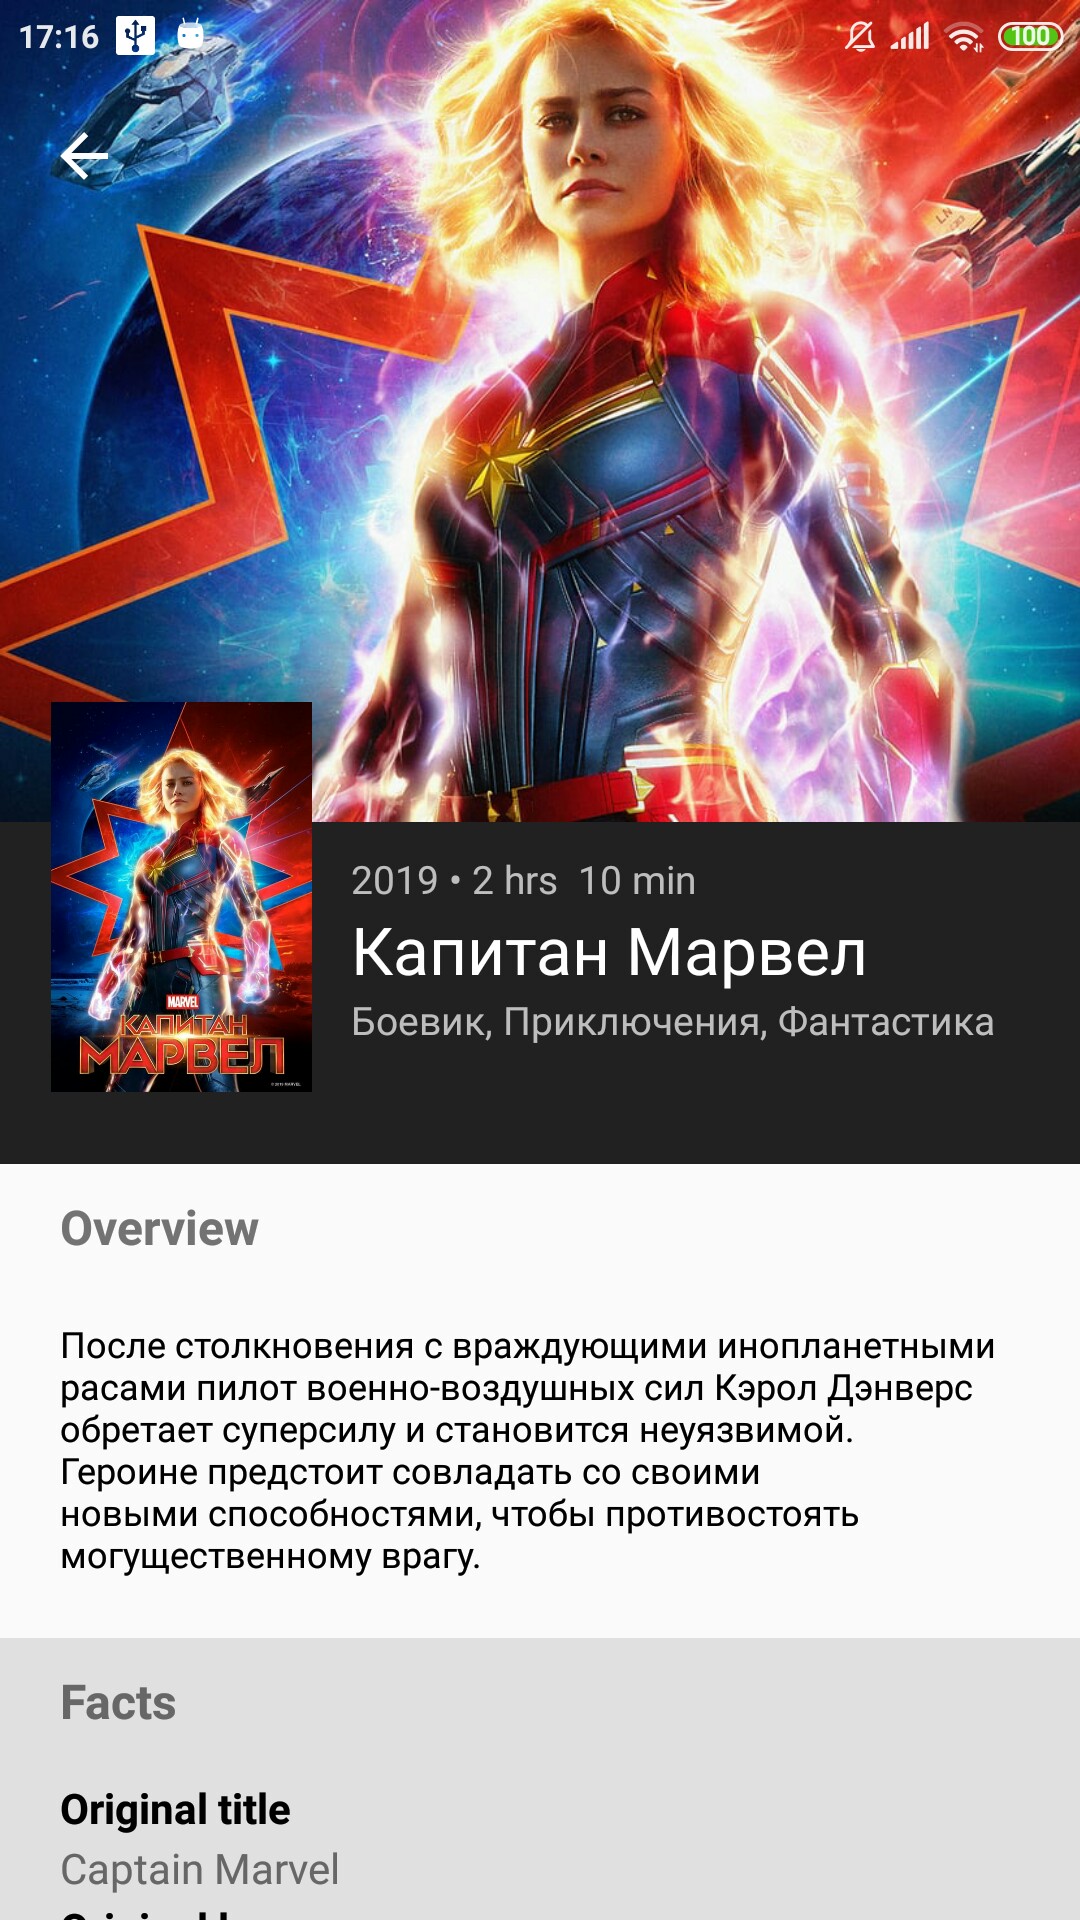 17:16
100
LN
2019 • 2 hrs  10 min
Капитан Марвел
Боевик, Приключения, Фантастика
MARVEL
КАПИТАН
МАРВЕЛ
Overview
После столкновения с враждующими инопланетными
расами пилот военно-воздушных сил Кэрол Дэнверс
обретает суперсилу и становится неуязвимой.
Героине предстоит совладать со своими
новыми способностями, чтобы противостоять
могущественному врагу.
Facts
Original title
Captain Marvel